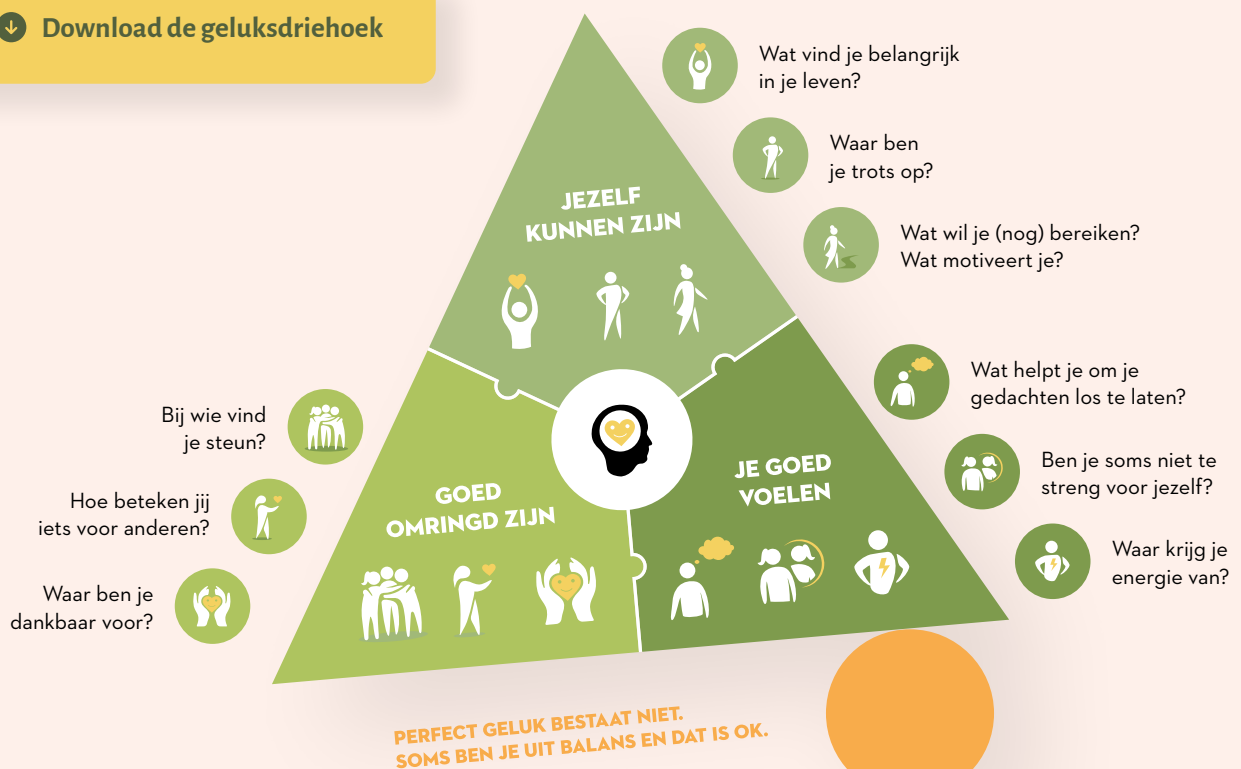 Download de geluksdriehoek
Wat vind je belangrijk
in je leven?
Waar ben
je trots op?
Wat wil je (nog) bereiken?
Wat motiveert je?
JEZELF
KUNNEN ZIJN
Wat helpt je om je
gedachten los te laten?
Ben je soms niet te
streng voor jezelf?
Waar krijg je
energie van?
JE GOED
VOELEN
Bij wie vind
je steun?
Hoe beteken jij
iets voor anderen?
Waar ben je
dankbaar voor?
GOED
OMRINGD ZIJN
PERFECT GELUK BESTAAT NIET.
SOMS BEN JE UIT BALANS EN DAT IS OK.